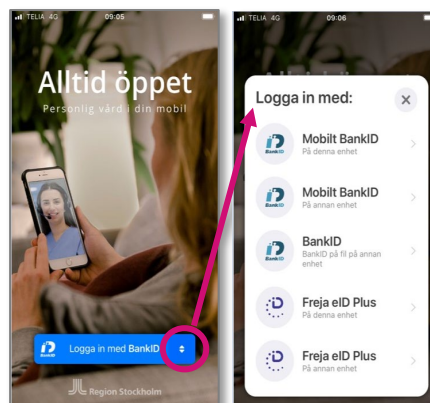 TELIA 4G 09:05
Alltid öppet
Personlig vård i din mobil
Logga in med BankID
Region Stockholm
TELIA 4G 09:06
Logga in med:
Mobilt BankID
På denna enhet
Mobilt BankID
På annan enhet
BankID
BankID på fil på annan
enhet
Freja eID Plus
På denna enhet
Freja eID Plus
På annan enhet
BankID
BankID
BankID